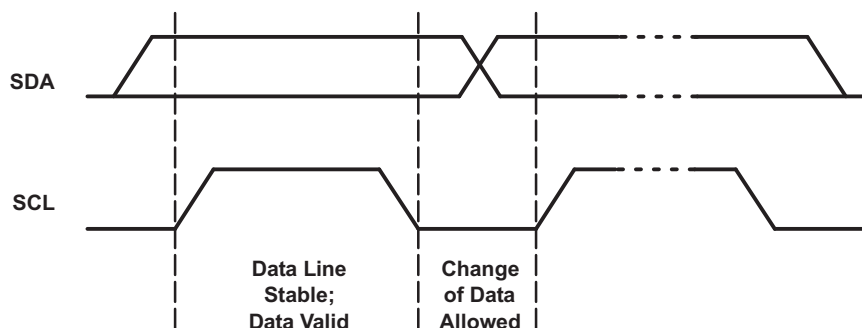 SDA
SCL
Data Line
Stable;
Data Valid
Change
of Data
Allowed